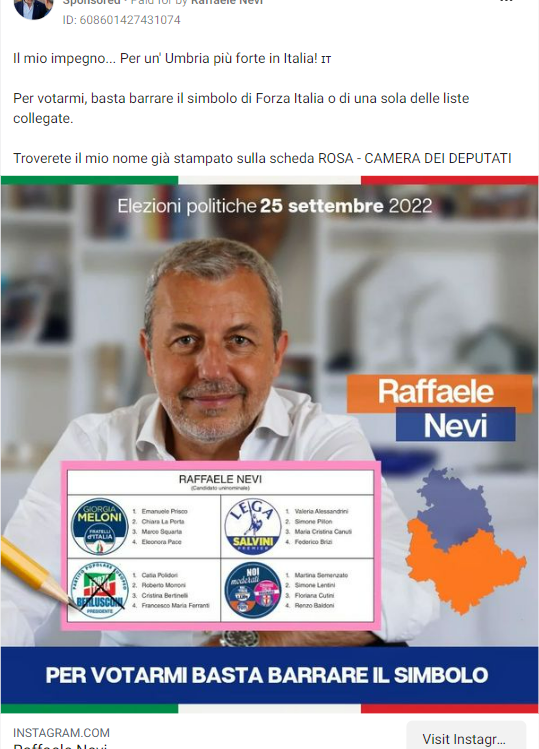 Sponsored • Paid for by Raffaele Nevi
ID: 608601427431074
Il mio impegno... Per un' Umbria più forte in Italia! IT
Per votarmi, basta barrare il simbolo di Forza Italia o di una sola delle liste
collegate.
Troverete il mio nome già stampato sulla scheda ROSA - CAMERA DEI DEPUTATI
Elezioni politiche 25 settembre 2022
Raffaele
Nevi
RAFFAELE NEVI
(Candidato uninominale)
GIORGIA
MELONI
FRATELLI
d'ITALIA
1. Emanuele Prisco
2. Chiara La Porta
3. Marco Squarta
4. Eleonora Pace
LEGA
SALVINI
PREMIER
1. Valeria Alessandrini
2. Simone Pillon
3. Maria Cristina Canuti
4. Federico Brizi
PARTITO POPOLARE EUROPEO
FORZA ITALIA
BERLUSCONI
PRESIDENTE
1. Catia Polidori
2. Roberto Morroni
3. Cristina Bertinelli
4. Francesco Maria Ferranti
NOI
moderati
1. Martina Semenzato
2. Simone Lentini
3. Floriana Cutini
4. Renzo Baldoni
PER VOTARMI BASTA BARRARE IL SIMBOLO
INSTAGRAM.COM
Raffaele Nevi
Visit Instagr...